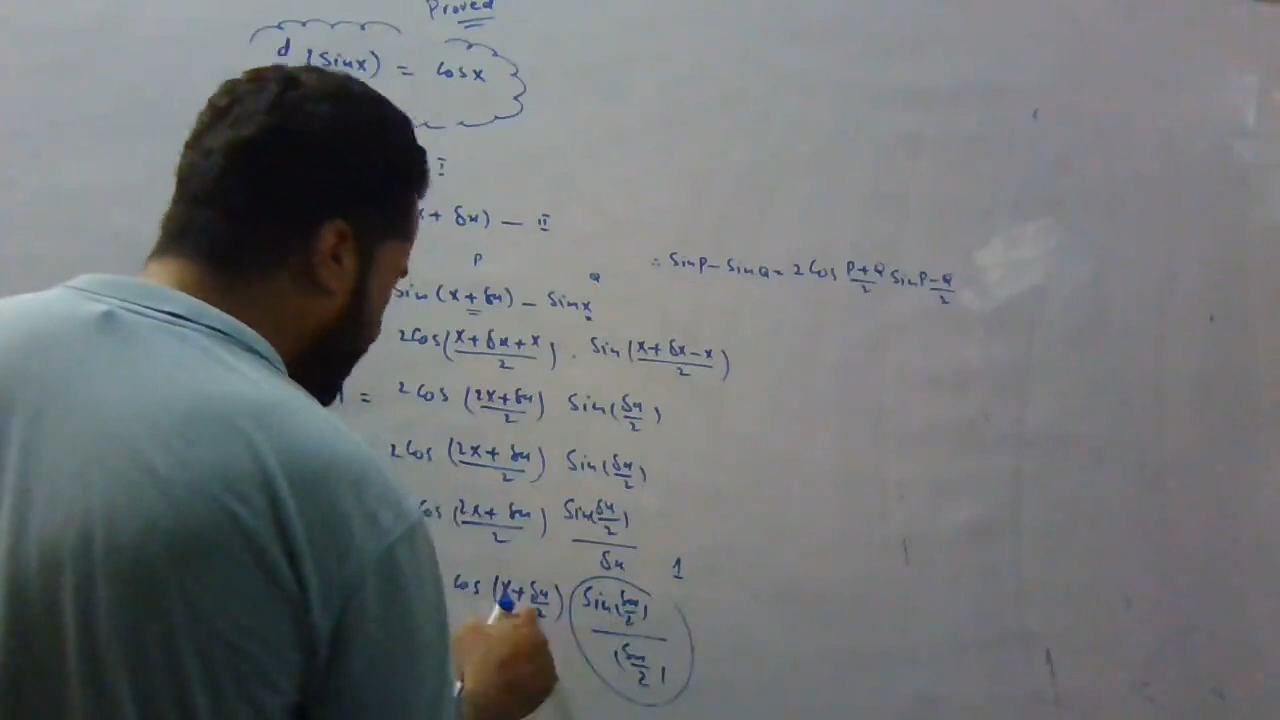 Proved
d (Sinx) = Cosx
I
x + δx) — II
P
Q
Sin (x + δx) – Sinx
∴ SinP – SinQ = 2 Cos P+Q/2 Sin P–Q/2
2Cos(x + δx + x/2) . Sin (x + δx – x/2)
= 2 Cos (2x + δx/2) Sin(δx/2)
2 Cos (2x + δx/2) Sin(δx/2)
Cos (2x + δx/2) Sin(δx/2)/δx
1
Cos (x + δx/2) Sin(δx/2)/(δx/2)